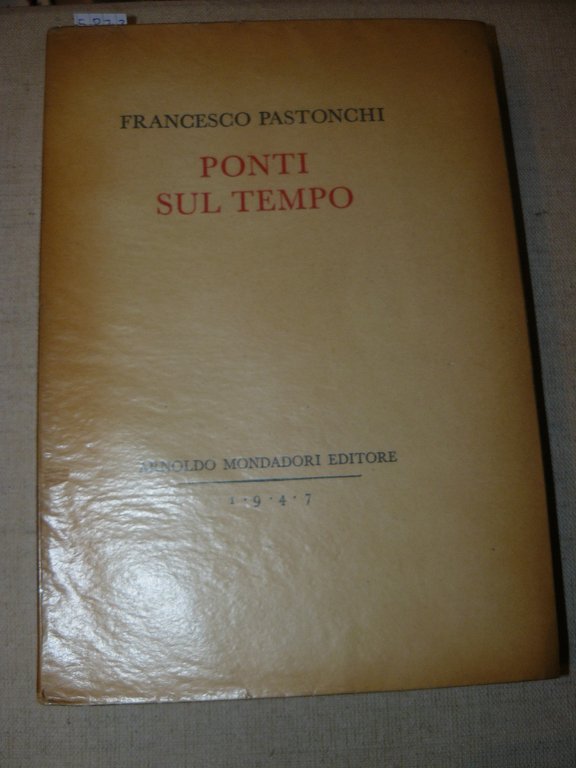 FRANCESCO PASTONCHI
PONTI
SUL TEMPO
ARNOLDO MONDADORI EDITORE
1·9·4·7